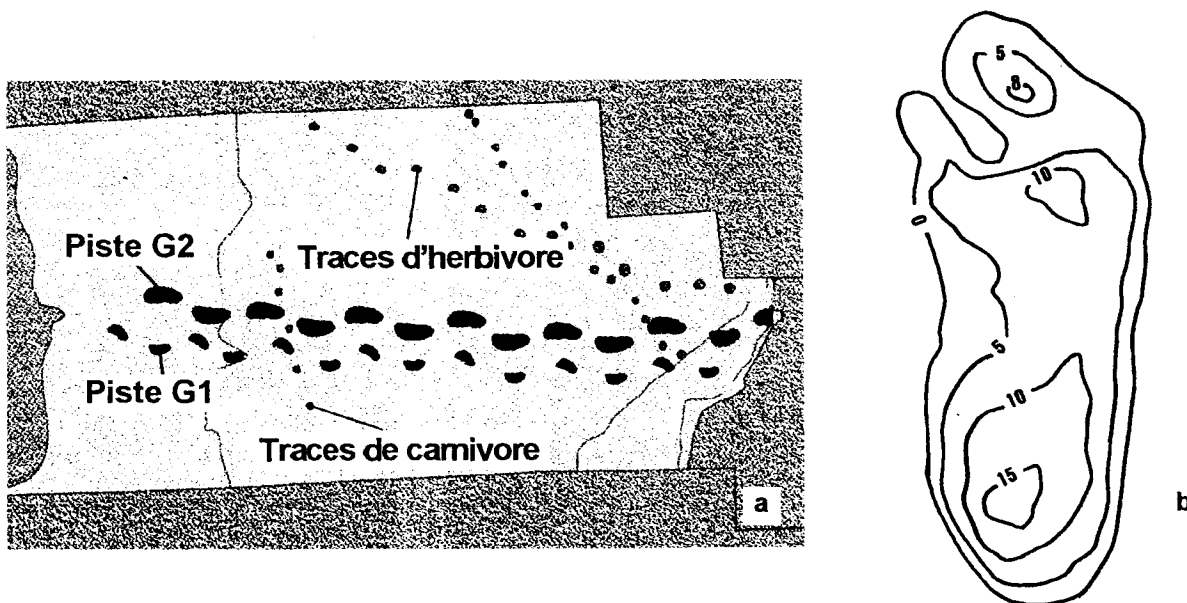 Piste G2
Traces d'herbivore
Piste G1
Traces de carnivore
a
5
8
10
0
5
10
15
b